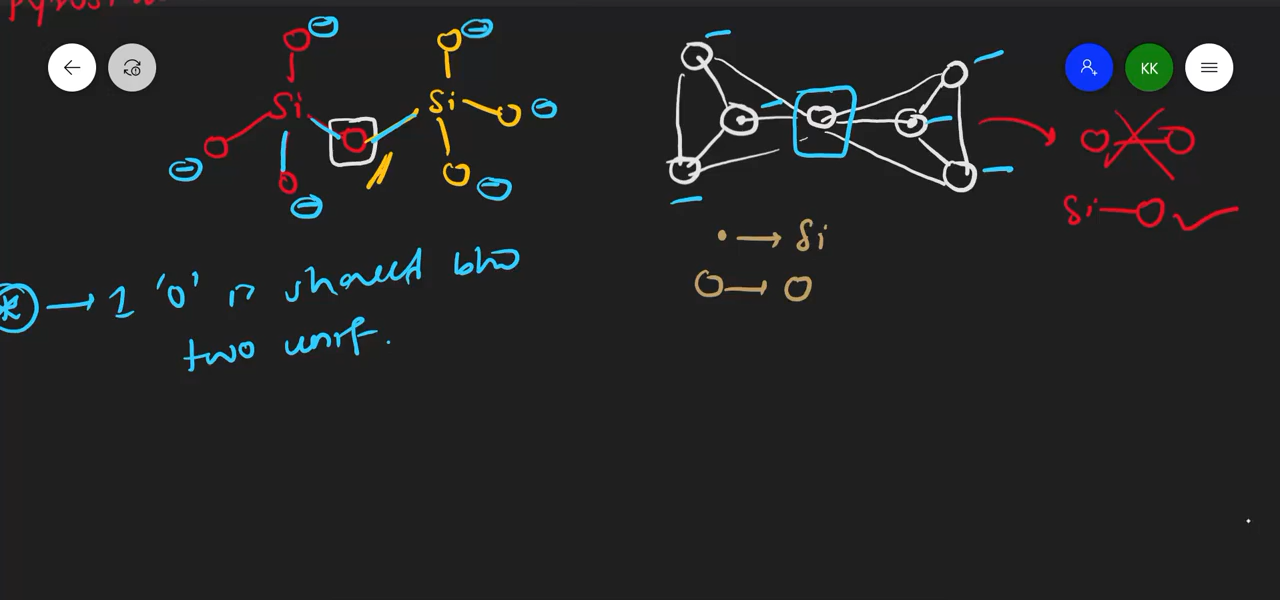 O ⊖ O ⊖
Si Si O ⊖
⊖ O O O ⊖
O ⊖
KK
O O
Si—O ✓
• → Si
O → O
* → 1 'O' is shared b/w
two unit.